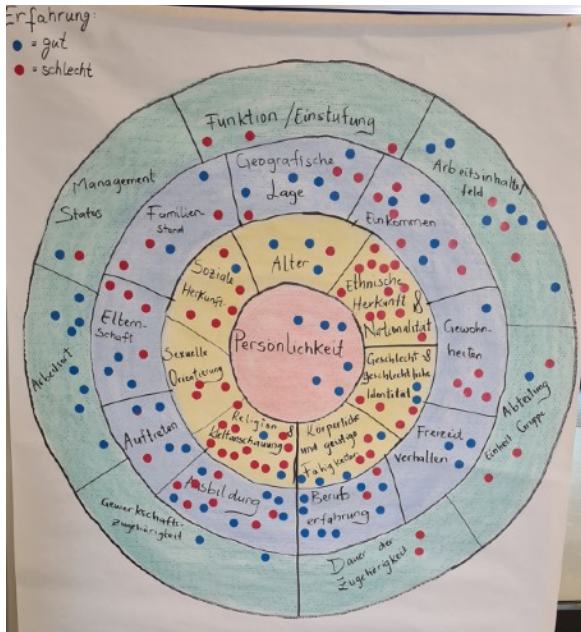 Erfahrung:
= gut
= schlecht
Funktion / Einstufung
Management
Status
Arbeitsinhalts/
feld
Geografische
Lage
Familien
Stand
Einkommen
Soziale
Herkunft
Alter
Ethnische
Herkunft &
Nationalität
Eltern-
schaft
Gewohn-
heiten
Persönlichkeit
Arbeitsort
Sexuelle
Orientierung
Geschlecht &
geschlechtliche
Identität
Abteilung
Einheit Gruppe
Auftreten
Religion &
Weltanschauung
Körperliche
und geistige
Fähigkeiten
Freizeit
verhalten
Ausbildung
Berufs
erfahrung
Gewerkschafts-
zugehörigkeit
Dauer der
Zugehörigkeit